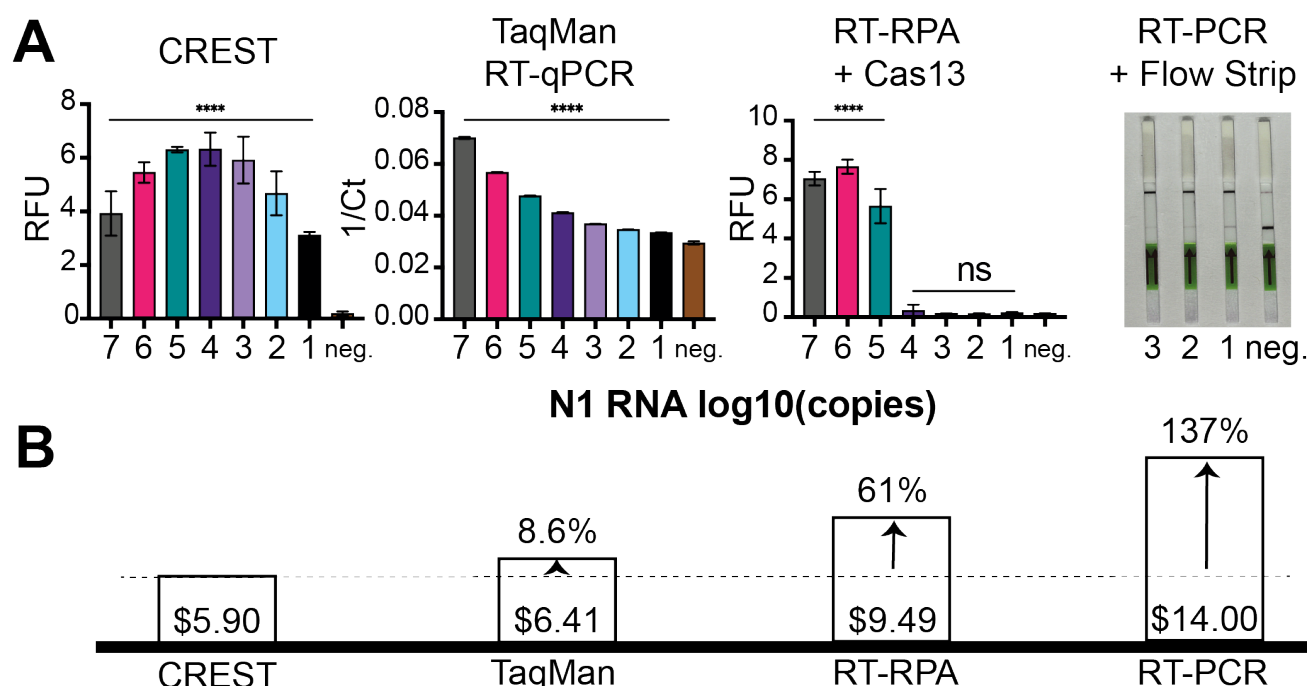 A
CREST
TaqMan
RT-qPCR
RT-RPA
+ Cas13
RT-PCR
+ Flow Strip
8
6
4
2
0
RFU
****
7 6 5 4 3 2 1 neg.
0.08
0.06
0.04
0.02
0.00
1/Ct
****
7 6 5 4 3 2 1 neg.
10
8
6
4
2
0
RFU
****
ns
7 6 5 4 3 2 1 neg.
3 2 1 neg.
N1 RNA log10(copies)
B
8.6%
61%
137%
$5.90 $6.41 $9.49 $14.00
CREST TaqMan RT-RPA RT-PCR